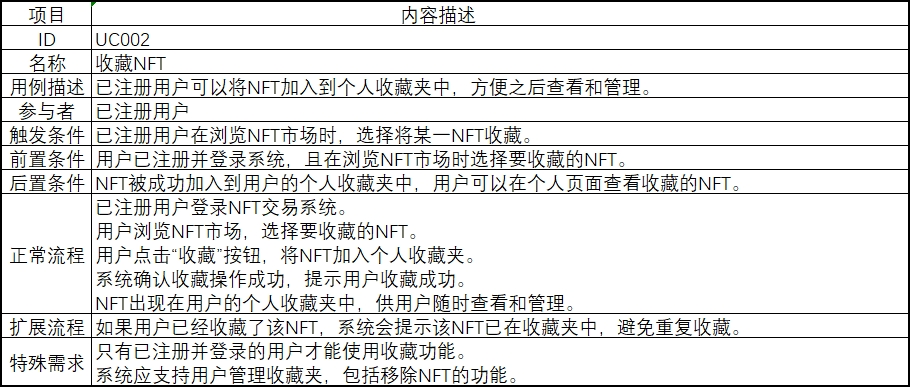 项目 内容描述
ID UC002
名称 收藏NFT
用例描述 已注册用户可以将NFT加入到个人收藏夹中，方便之后查看和管理。
参与者 已注册用户
触发条件 已注册用户在浏览NFT市场时，选择将某一NFT收藏。
前置条件 用户已注册并登录系统，且在浏览NFT市场时选择要收藏的NFT。
后置条件 NFT被成功加入到用户的个人收藏夹中，用户可以在个人页面查看收藏的NFT。
正常流程 已注册用户登录NFT交易系统。
用户浏览NFT市场，选择要收藏的NFT。
用户点击“收藏”按钮，将NFT加入个人收藏夹。
系统确认收藏操作成功，提示用户收藏成功。
NFT出现在用户的个人收藏夹中，供用户随时查看和管理。
扩展流程 如果用户已经收藏了该NFT，系统会提示该NFT已在收藏夹中，避免重复收藏。
特殊需求 只有已注册并登录的用户才能使用收藏功能。
系统应支持用户管理收藏夹，包括移除NFT的功能。